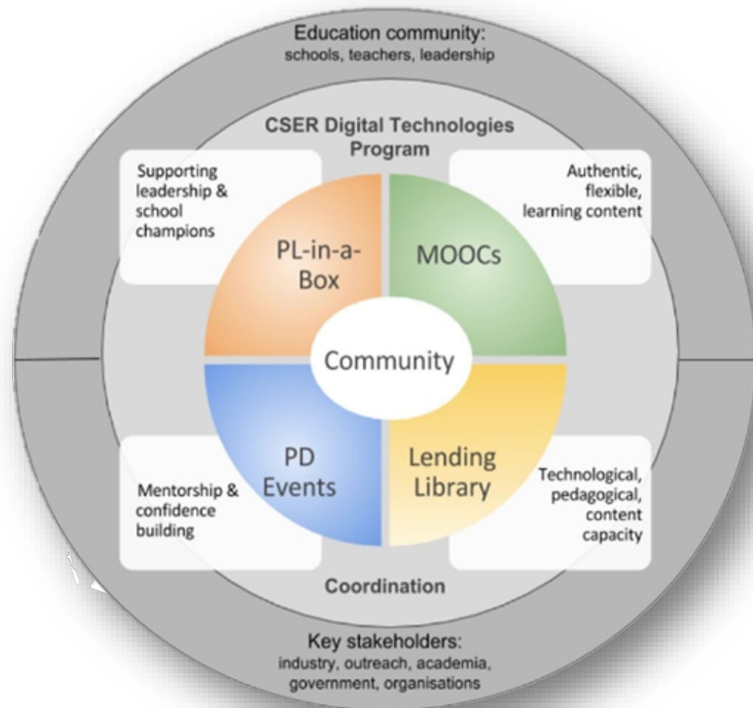 Education community:
schools, teachers, leadership
CSER Digital Technologies
Program
Supporting
leadership &
school
champions
Authentic,
flexible,
learning content
PL-in-a-
Box
MOOCs
Community
PD
Events
Lending
Library
Mentorship &
confidence
building
Technological,
pedagogical,
content
capacity
Coordination
Key stakeholders:
industry, outreach, academia,
government, organisations